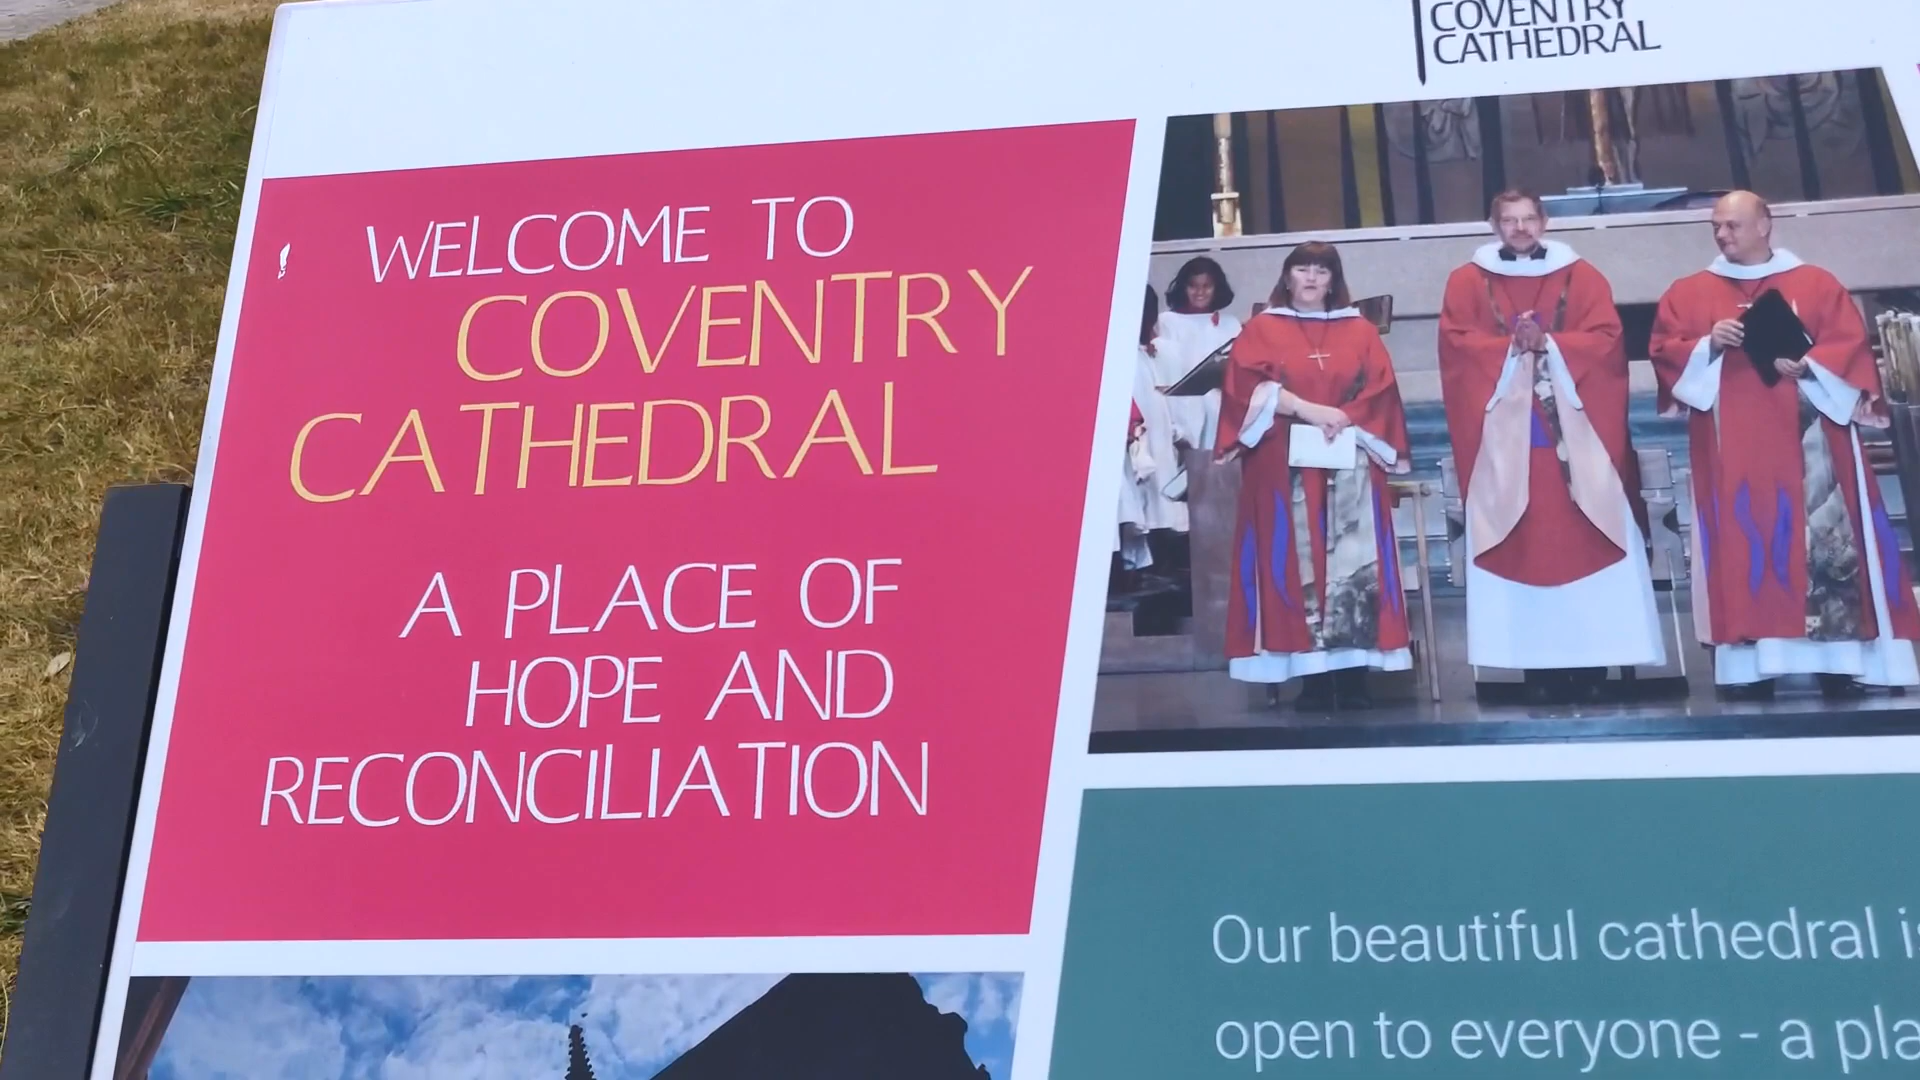 COVENTRY
CATHEDRAL
WELCOME TO
COVENTRY
CATHEDRAL
A PLACE OF
HOPE AND
RECONCILIATION
Our beautiful cathedral
open to everyone - a